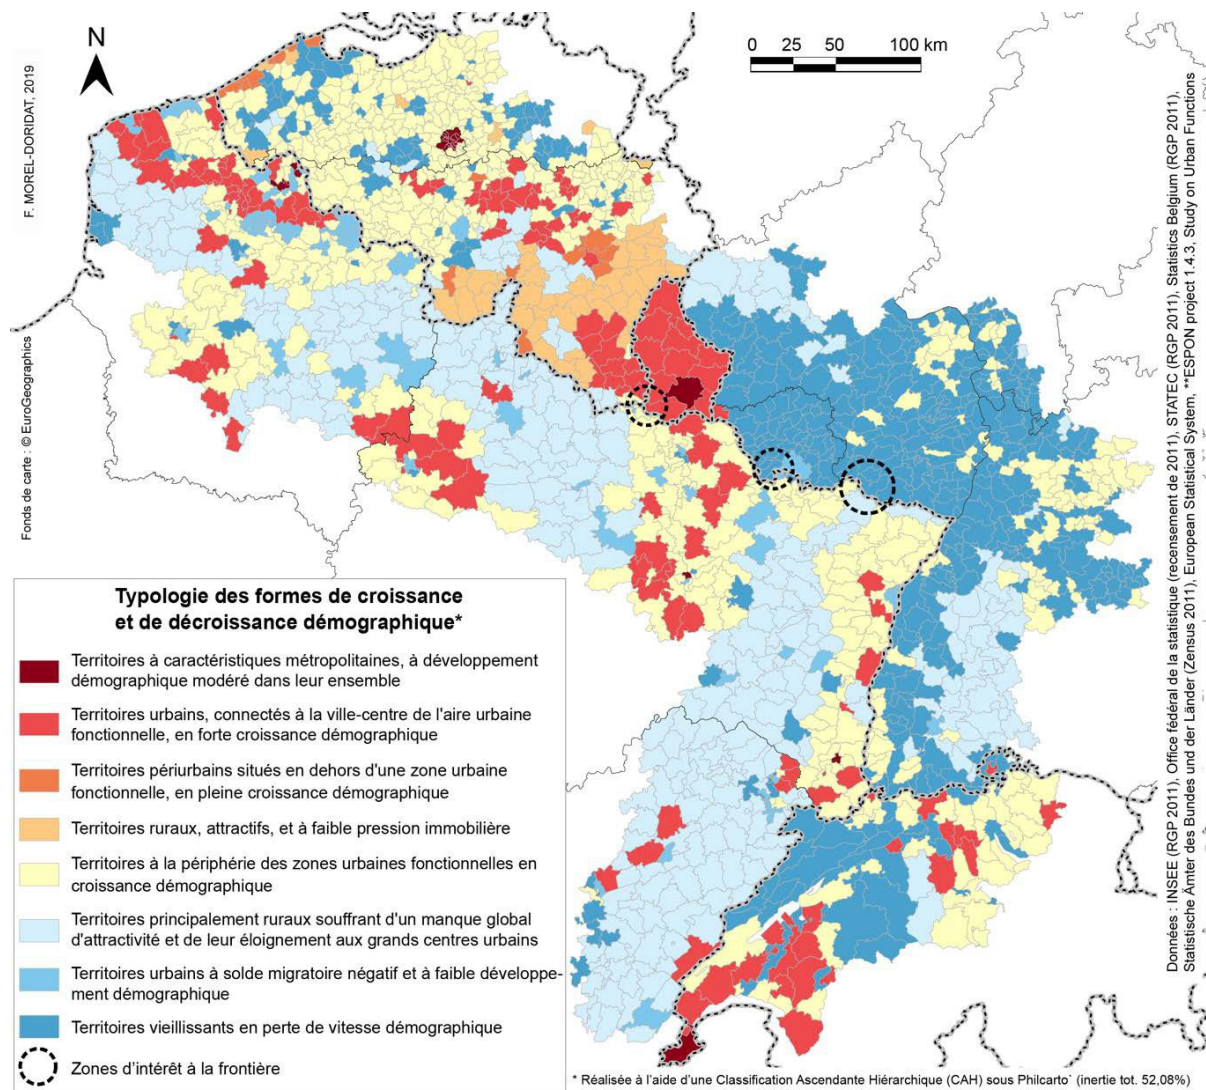 N
0 25 50 100 km
F. MOREL-DORIDAT, 2019
Fonds de carte : © EuroGeographics
Typologie des formes de croissance
et de décroissance démographique*
Territoires à caractéristiques métropolitaines, à développement
démographique modéré dans leur ensemble
Territoires urbains, connectés à la ville-centre de l'aire urbaine
fonctionnelle, en forte croissance démographique
Territoires périurbains situés en dehors d'une zone urbaine
fonctionnelle, en pleine croissance démographique
Territoires ruraux, attractifs, et à faible pression immobilière
Territoires à la périphérie des zones urbaines fonctionnelles en
croissance démographique
Territoires principalement ruraux souffrant d'un manque global
d'attractivité et de leur éloignement aux grands centres urbains
Territoires urbains à solde migratoire négatif et à faible développe-
ment démographique
Territoires vieillissants en perte de vitesse démographique
Zones d'intérêt à la frontière
Données : INSEE (RGP 2011), Office fédéral de la statistique (recensement de 2011), STATEC (RGP 2011), Statistics Belgium (RGP 2011),
Statistische Ämter des Bundes und der Länder (Zensus 2011), European Statistical System, **ESPON project 1.4.3, Study on Urban Functions
* Réalisée à l'aide d'une Classification Ascendante Hiérarchique (CAH) sous Philcarto` (inertie tot. 52.08%)